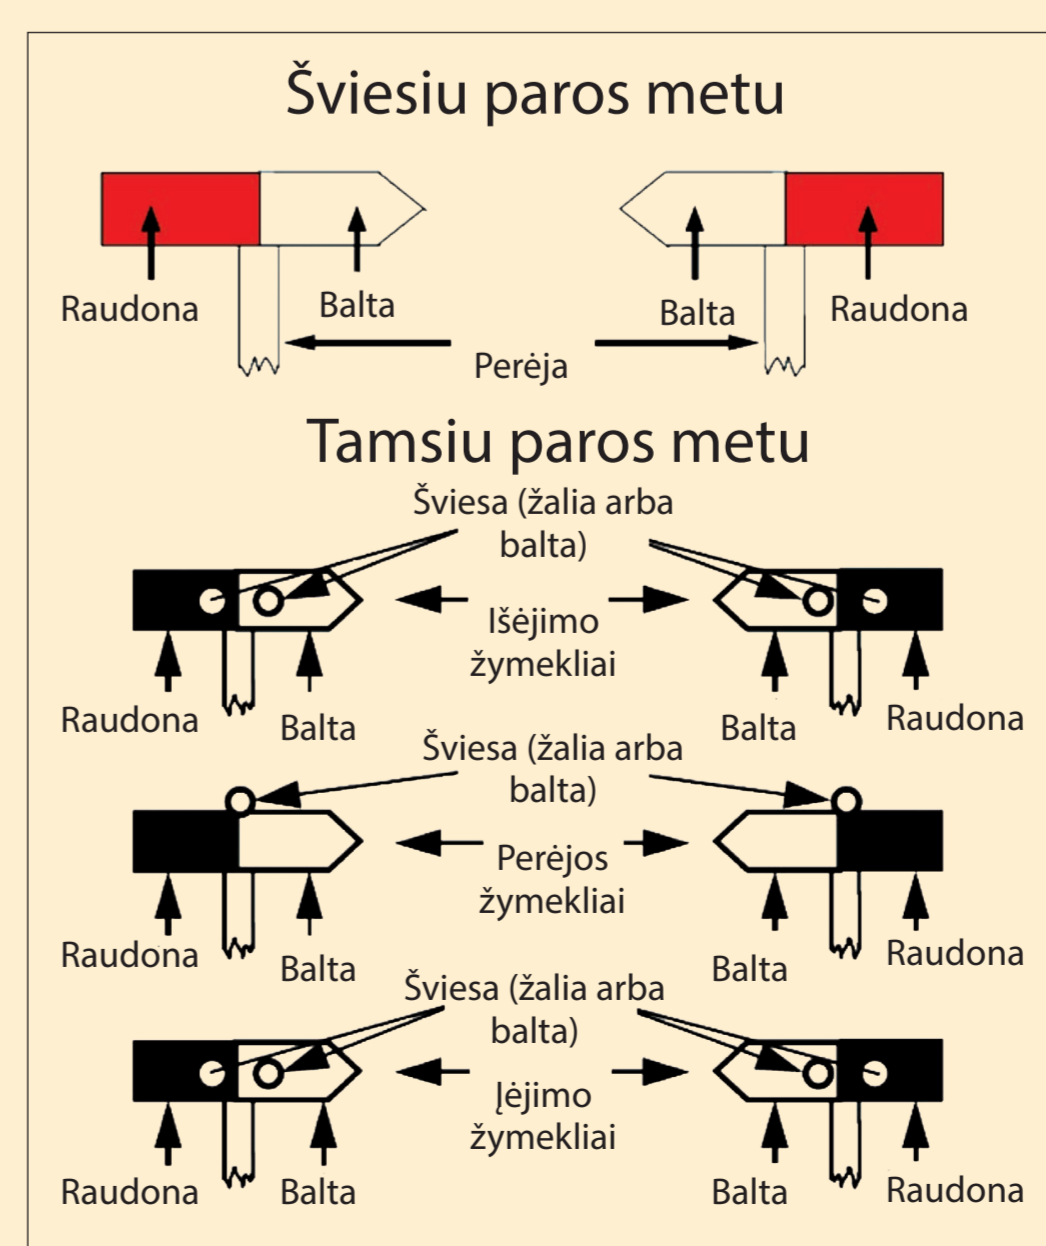 Šviesiu paros metu
Raudona
Balta
Balta
Raudona
Perėja
Tamsiu paros metu
Šviesa (žalia arba
balta)
Išėjimo
žymekliai
Raudona
Balta
Balta
Raudona
Šviesa (žalia arba
balta)
Perėjos
žymekliai
Raudona
Balta
Balta
Raudona
Šviesa (žalia arba
balta)
Įėjimo
žymekliai
Raudona
Balta
Balta
Raudona